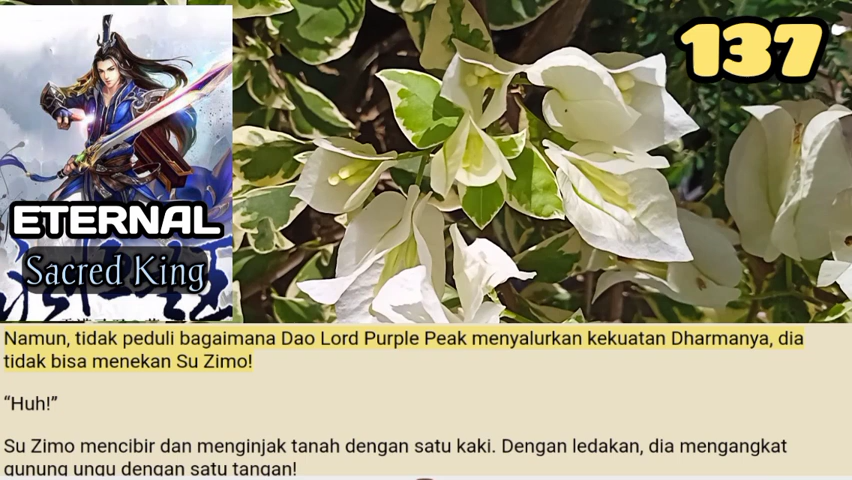 137
ETERNAL
Sacred King
Namun, tidak peduli bagaimana Dao Lord Purple Peak menyalurkan kekuatan Dharmanya, dia
tidak bisa menekan Su Zimo!
“Huh!”
Su Zimo mencibir dan menginjak tanah dengan satu kaki. Dengan ledakan, dia mengangkat
gunung ungu dengan satu tangan!